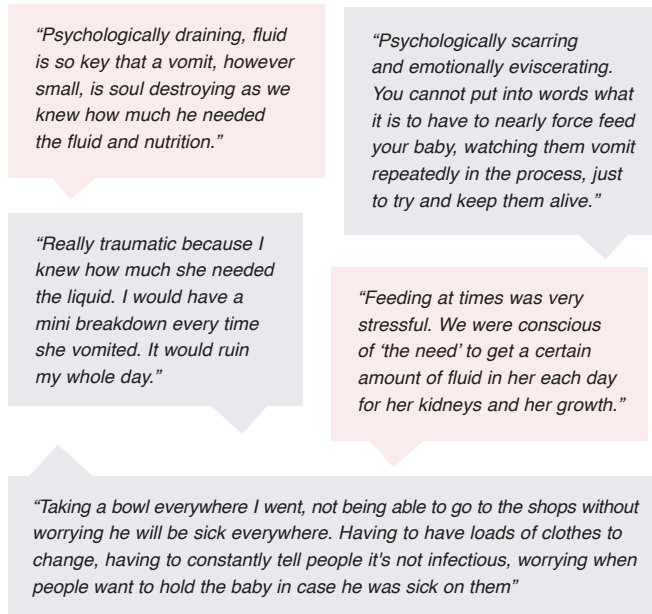 “Psychologically draining, fluid
is so key that a vomit, however
small, is soul destroying as we
knew how much he needed
the fluid and nutrition.”
“Psychologically scarring
and emotionally eviscerating.
You cannot put into words what
it is to have to nearly force feed
your baby, watching them vomit
repeatedly in the process, just
to try and keep them alive.”
“Really traumatic because I
knew how much she needed
the liquid. I would have a
mini breakdown every time
she vomited. It would ruin
my whole day.”
“Feeding at times was very
stressful. We were conscious
of ‘the need’ to get a certain
amount of fluid in her each day
for her kidneys and her growth.”
“Taking a bowl everywhere I went, not being able to go to the shops without
worrying he will be sick everywhere. Having to have loads of clothes to
change, having to constantly tell people it's not infectious, worrying when
people want to hold the baby in case he was sick on them”